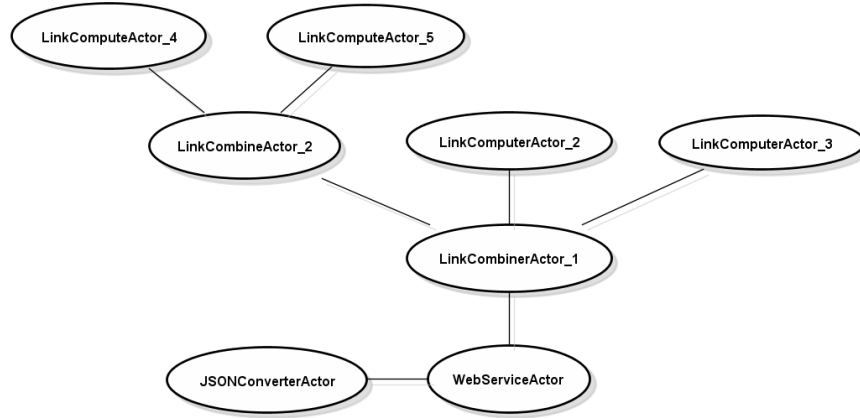 LinkComputeActor_4
LinkComputeActor_5
LinkCombineActor_2
LinkComputerActor_2
LinkComputerActor_3
LinkCombinerActor_1
JSONConverterActor
WebServiceActor